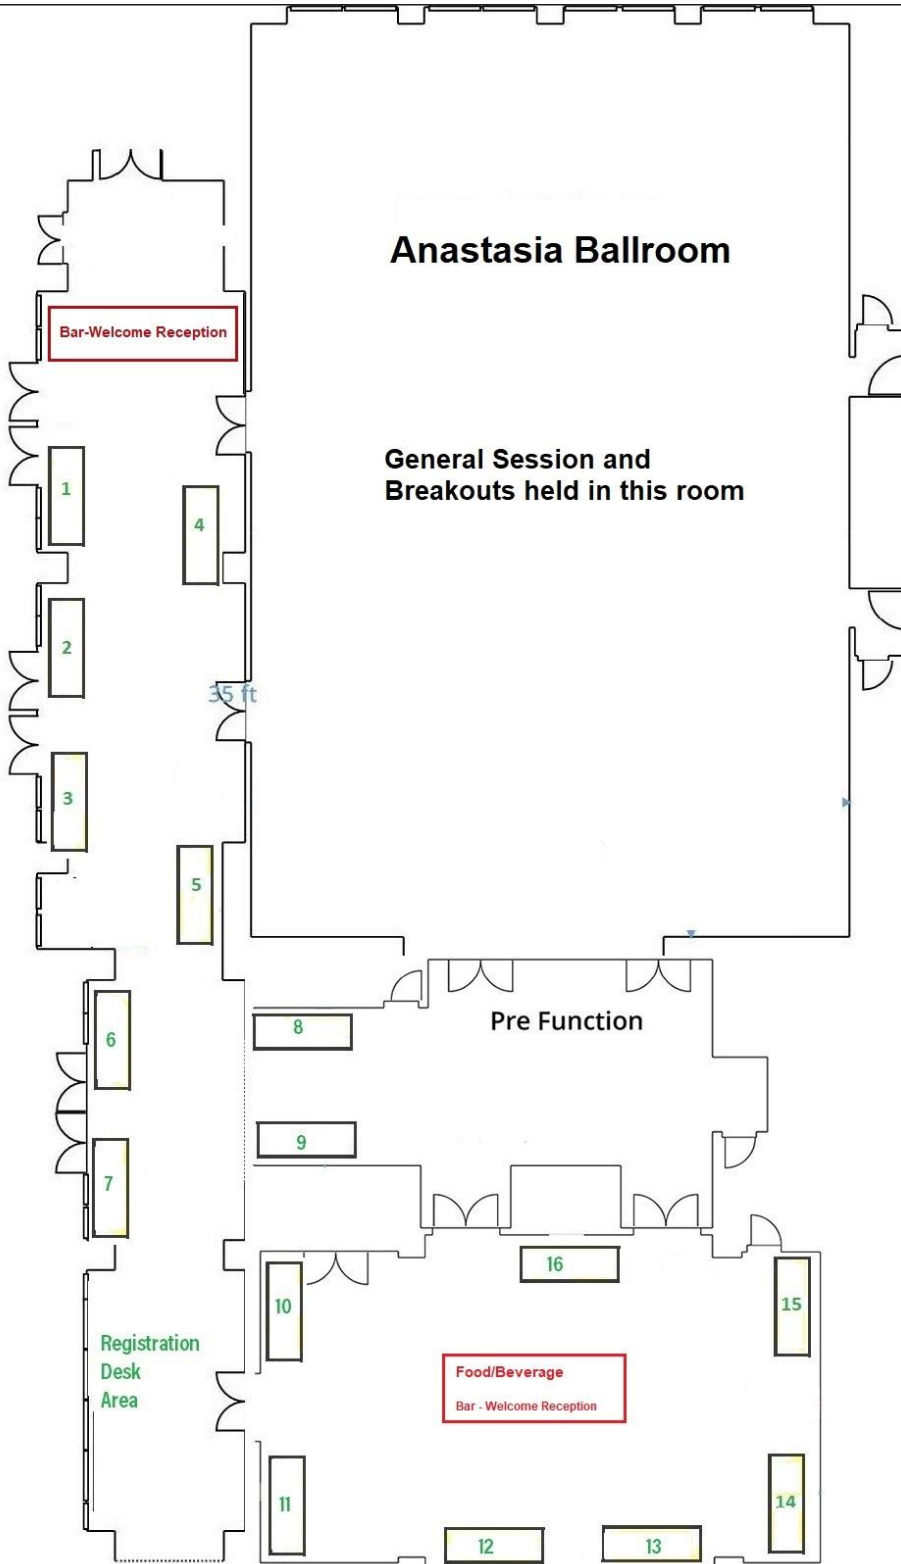 Anastasia Ballroom
Bar-Welcome Reception
General Session and
Breakouts held in this room
1
4
2
35 ft
3
5
6
8
Pre Function
9
7
16
10
15
Registration
Desk
Area
Food/Beverage
Bar - Welcome Reception
11
14
12
13